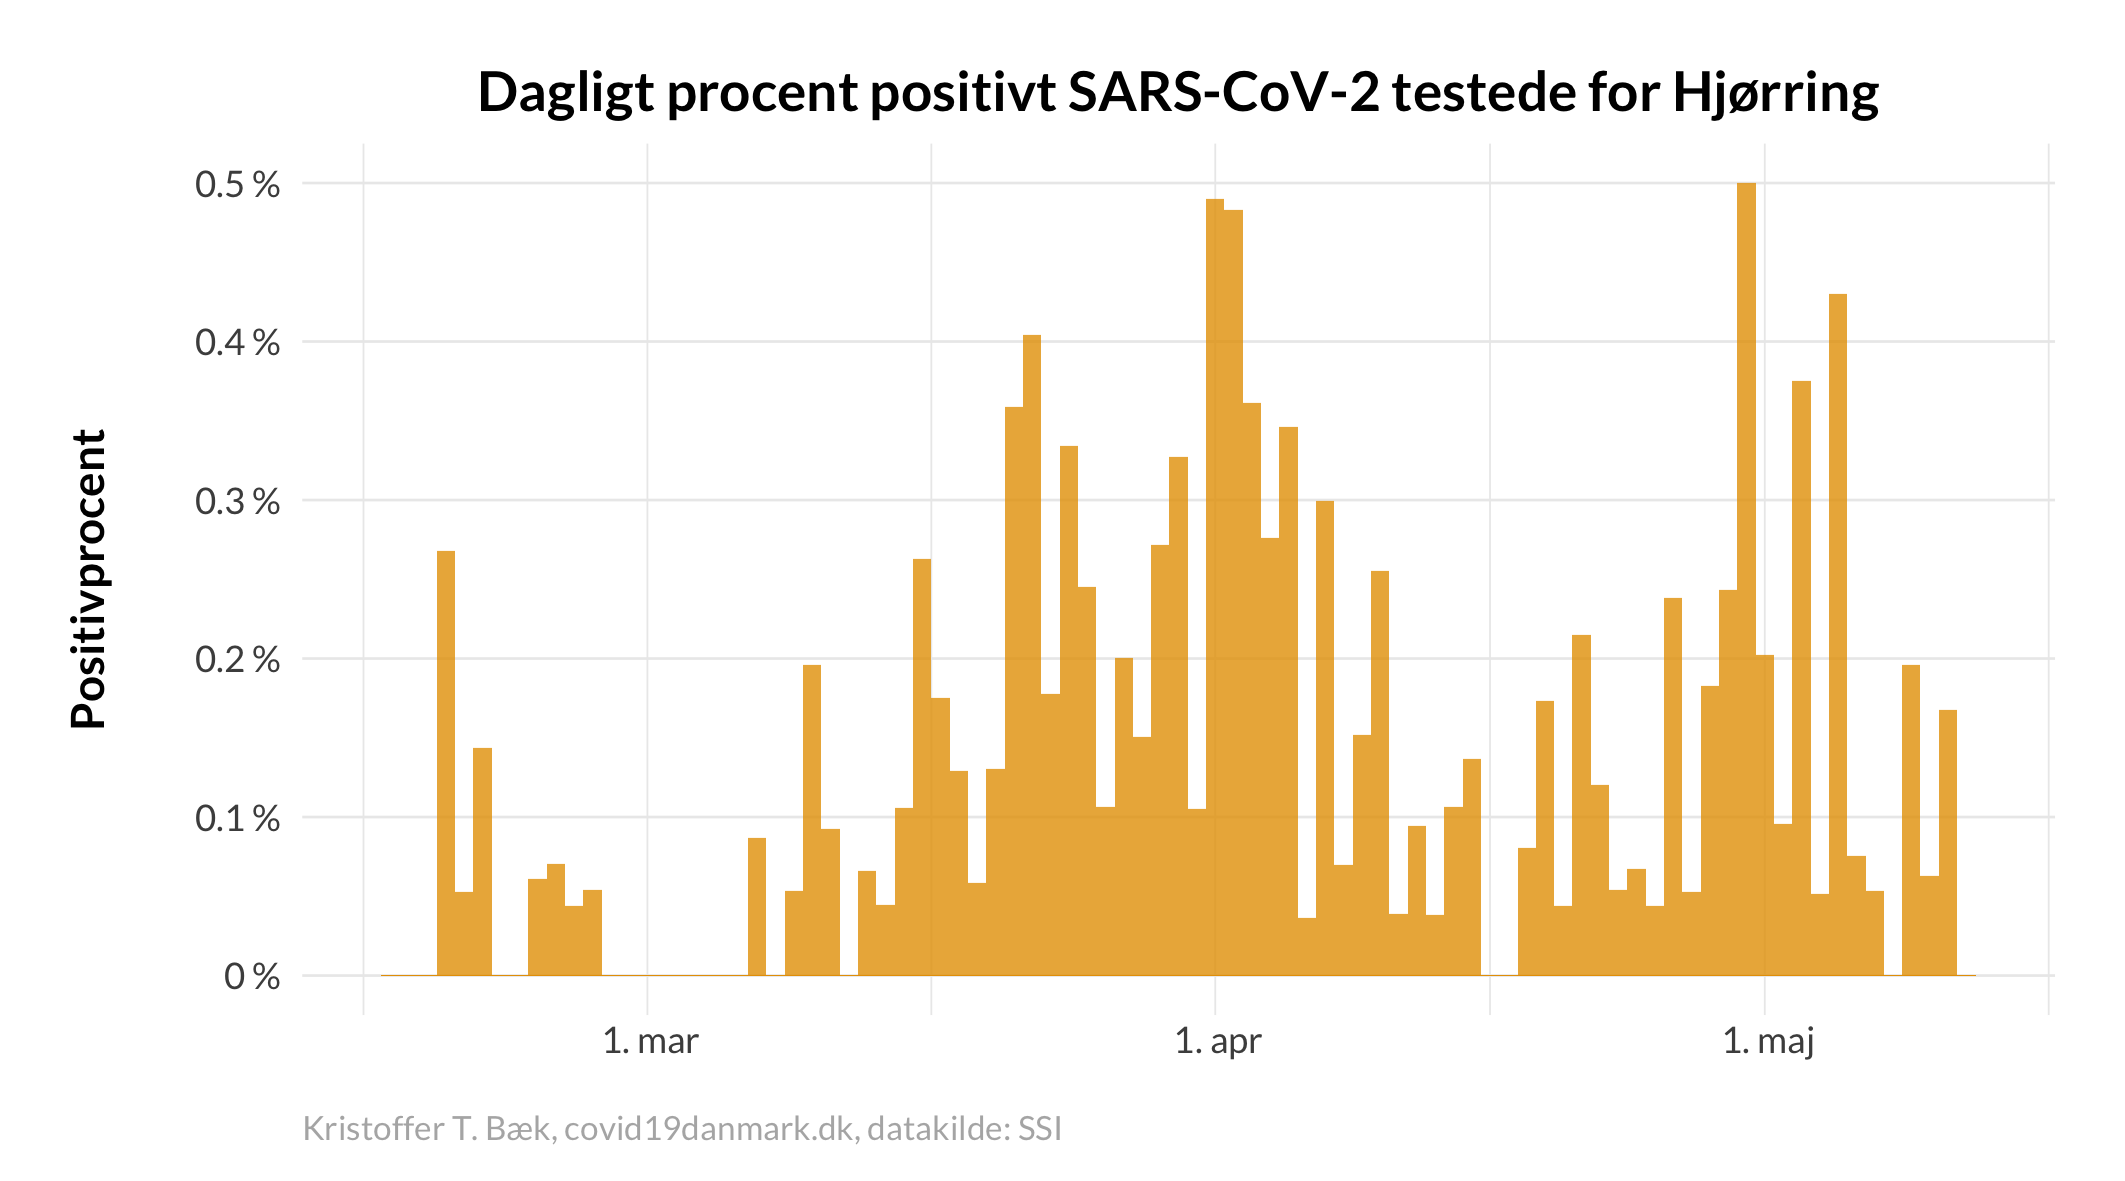 Dagligt procent positivt SARS-CoV-2 testede for Hjørring
Positivprocent
0.5 %
0.4 %
0.3 %
0.2 %
0.1 %
0 %
1. mar
1. apr
1. maj
Kristoffer T. Bæk, covid19danmark.dk, datakilde: SSI